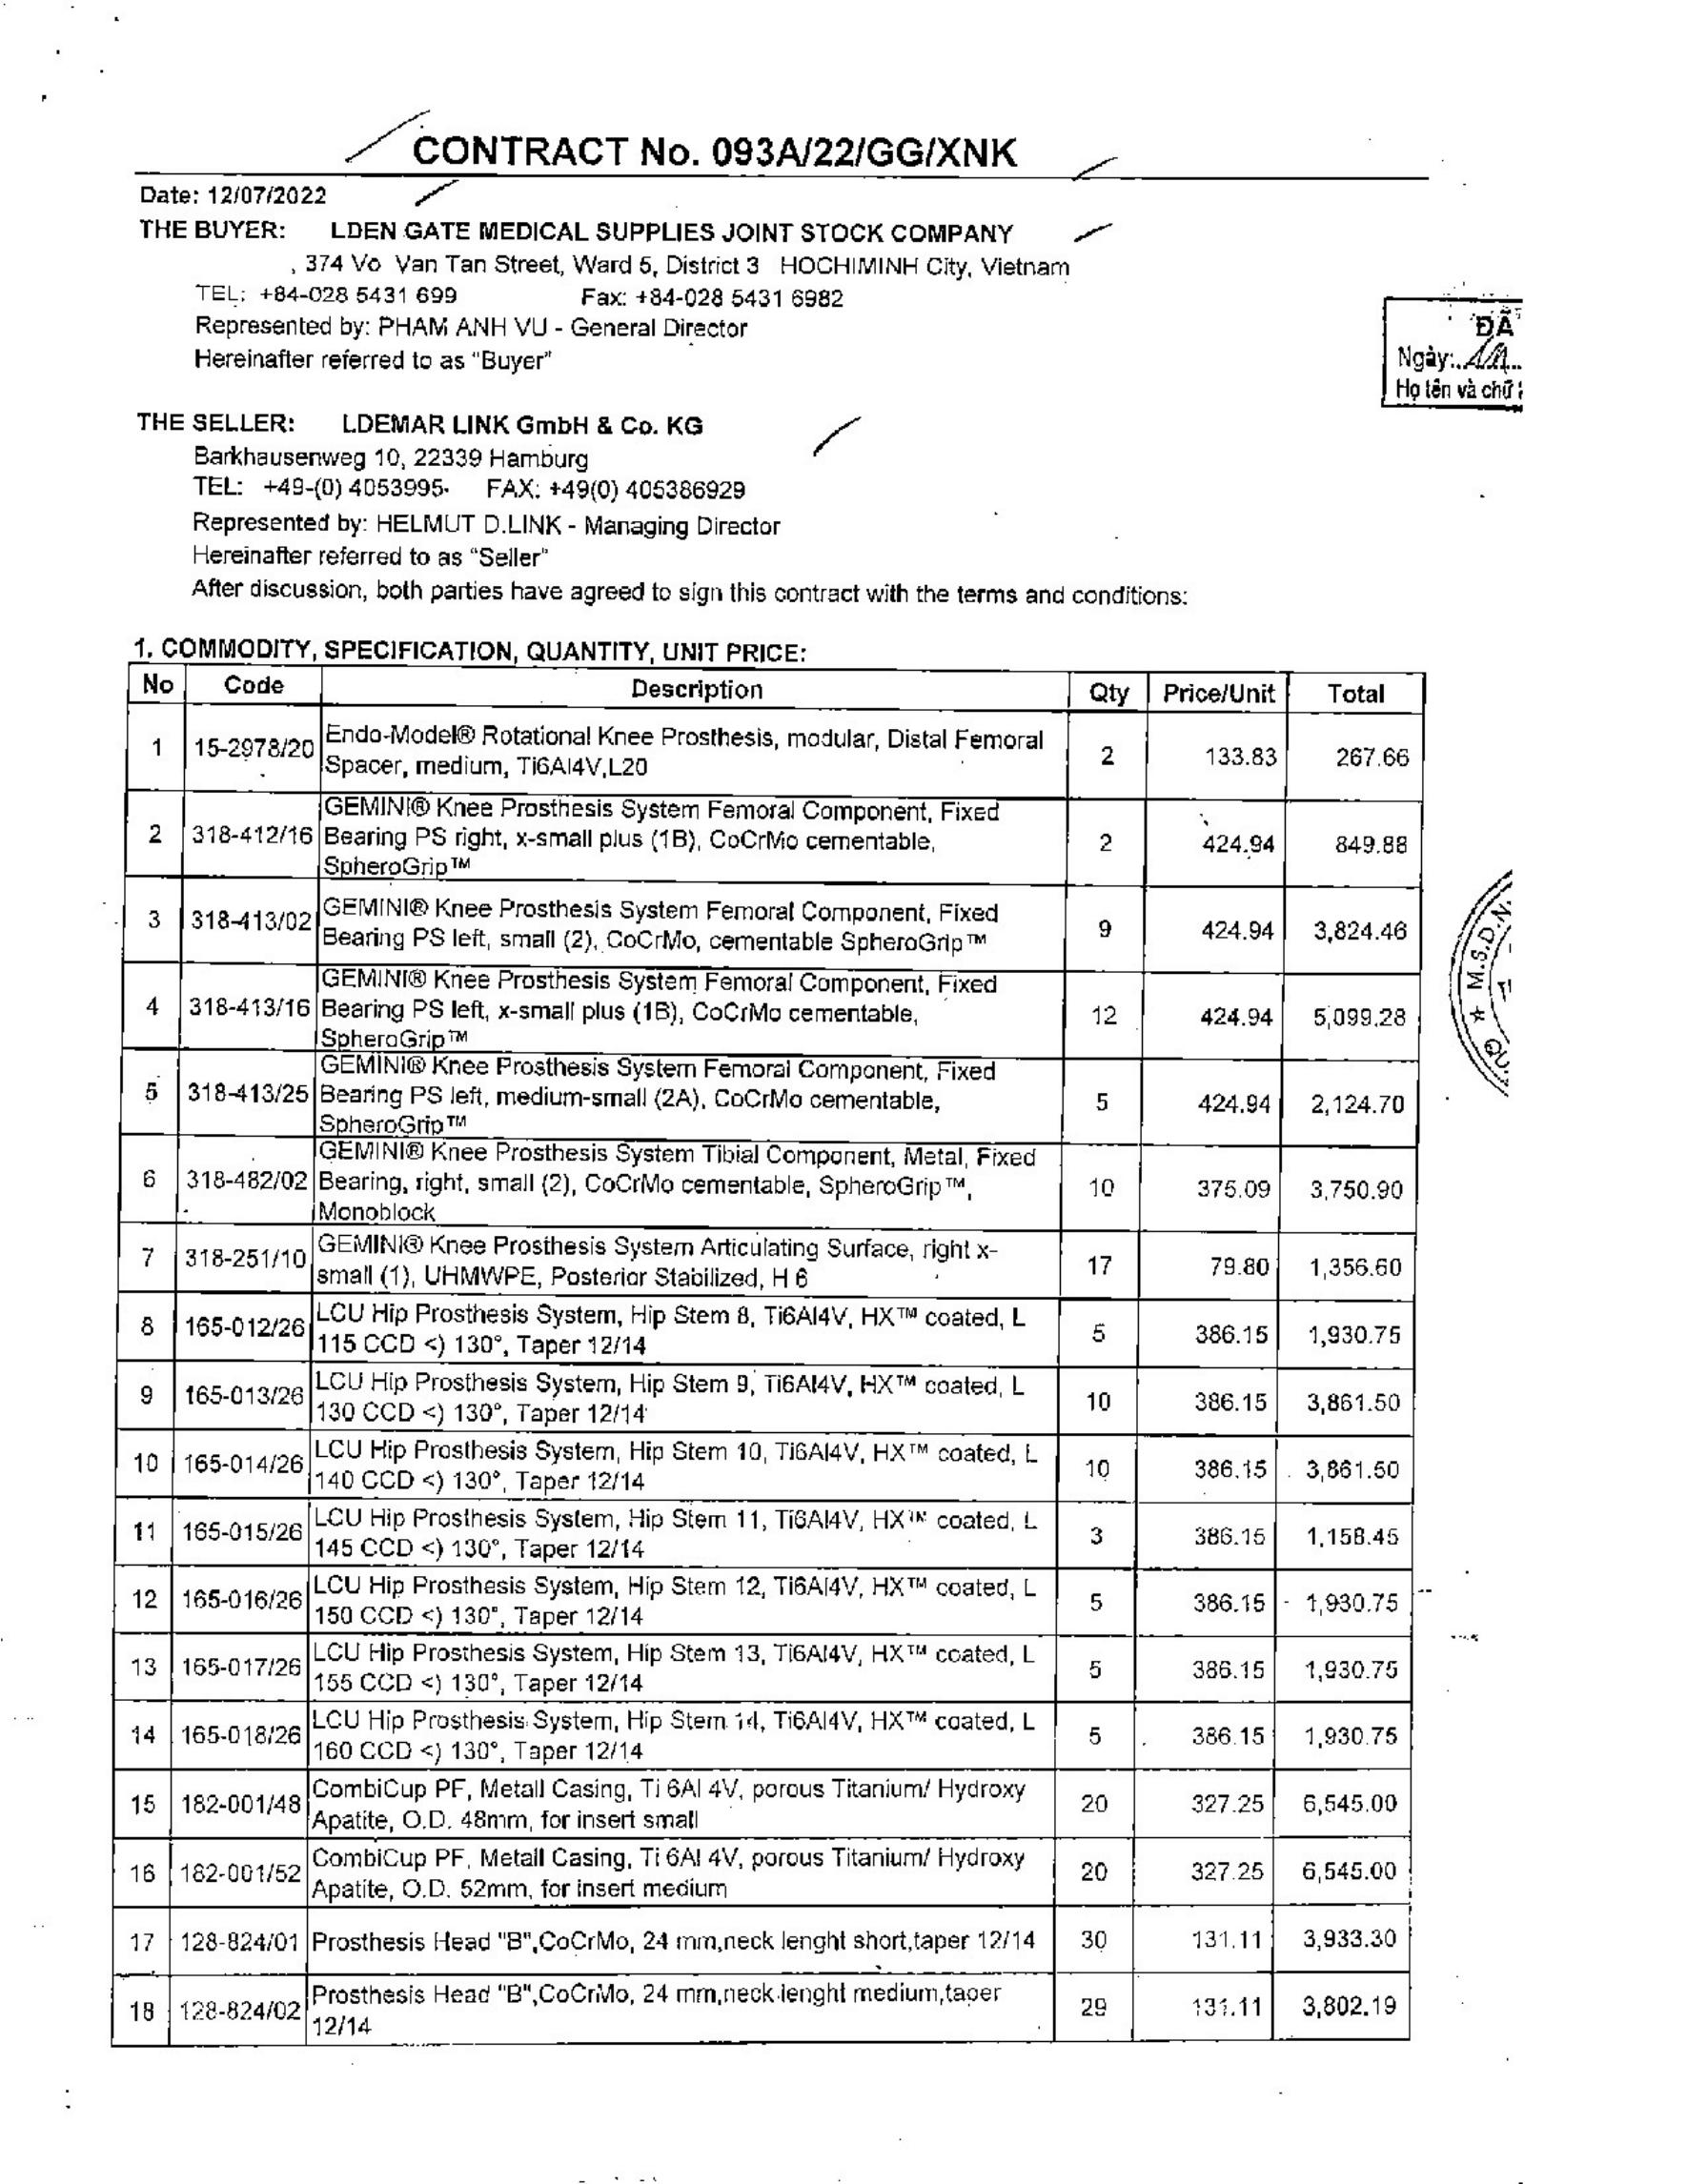 CONTRACT No. 093A/22/GG/XNK
Date: 12/07/2022
THE BUYER: LDEN GATE MEDICAL SUPPLIES JOINT STOCK COMPANY
, 374 Vo Van Tan Street, Ward 5, District 3 HOCHIMINH City, Vietnam
TEL: +84-028 5431 699 Fax: +84-028 5431 6982
Represented by: PHAM ANH VU - General Director
Hereinafter referred to as "Buyer"
ĐÃ
Ngày:..
Họ tên và chữ
THE SELLER: LDEMAR LINK GmbH & Co. KG
Barkhausenweg 10, 22339 Hamburg
TEL: +49-(0) 4053995- FAX: +49(0) 405386929
Represented by: HELMUT D.LINK - Managing Director
Hereinafter referred to as "Seller"
After discussion, both parties have agreed to sign this contract with the terms and conditions:
1. COMMODITY, SPECIFICATION, QUANTITY, UNIT PRICE:
No Code Description Qty Price/Unit Total
1 15-2978/20 Endo-Model® Rotational Knee Prosthesis, modular, Distal Femoral
Spacer, medium, Ti6Al4V,L20 2 133.83 267.66
GEMINI® Knee Prosthesis System Femoral Component, Fixed
2 318-412/16 Bearing PS right, x-small plus (1B), CoCrMo cementable, 2 424.94 849.88
SpheroGrip™
3 318-413/02 GEMINI® Knee Prosthesis System Femoral Component, Fixed
Bearing PS left, small (2), CoCrMo, cementable SpheroGrip™ 9 424.94 3,824.46
GEMINI® Knee Prosthesis System Femoral Component, Fixed
4 318-413/16 Bearing PS left, x-small plus (1B), CoCrMo cementable, 12 424.94 5,099.28
SpheroGrip™
GEMINI® Knee Prosthesis System Femoral Component, Fixed
5 318-413/25 Bearing PS left, medium-small (2A), CoCrMo cementable, 5 424.94 2,124.70
SpheroGrip™
GEMINI® Knee Prosthesis System Tibial Component, Metal, Fixed
6 318-482/02 Bearing, right, small (2), CoCrMo cementable, SpheroGrip™, 10 375.09 3,750.90
Monoblock
7 318-251/10 GEMINI® Knee Prosthesis System Articulating Surface, right x-
small (1), UHMWPE, Posterior Stabilized, H 6 17 79.80 1,356.60
8 165-012/26 LCU Hip Prosthesis System, Hip Stem 8, Ti6Al4V, HX™ coated, L
115 CCD <) 130°, Taper 12/14 5 386.15 1,930.75
9 165-013/26 LCU Hip Prosthesis System, Hip Stem 9, Ti6Al4V, HX™ coated, L
130 CCD <) 130°, Taper 12/14 10 386.15 3,861.50
10 165-014/26 LCU Hip Prosthesis System, Hip Stem 10, Ti6Al4V, HX™ coated, L
140 CCD <) 130°, Taper 12/14 10 386.15 3,861.50
11 165-015/26 LCU Hip Prosthesis System, Hip Stem 11, Ti6Al4V, HX™ coated, L
145 CCD <) 130°, Taper 12/14 3 386.15 1,158.45
12 165-016/26 LCU Hip Prosthesis System, Hip Stem 12, Ti6Al4V, HX™ coated, L
150 CCD <) 130°, Taper 12/14 5 386.15 1,930.75
13 165-017/26 LCU Hip Prosthesis System, Hip Stem 13, Ti6Al4V, HX™ coated, L
155 CCD <) 130°, Taper 12/14 5 386.15 1,930.75
14 165-018/26 LCU Hip Prosthesis System, Hip Stem 14, Ti6Al4V, HX™ coated, L
160 CCD <) 130°, Taper 12/14 5 386.15 1,930.75
15 182-001/48 CombiCup PF, Metall Casing, Ti 6Al 4V, porous Titanium/ Hydroxy
Apatite, O.D. 48mm, for insert small 20 327.25 6,545.00
16 182-001/52 CombiCup PF, Metall Casing, Ti 6Al 4V, porous Titanium/ Hydroxy
Apatite, O.D. 52mm, for insert medium 20 327.25 6,545.00
17 128-824/01 Prosthesis Head "B",CoCrMo, 24 mm,neck lenght short,taper 12/14 30 131.11 3,933.30
18 128-824/02 Prosthesis Head "B",CoCrMo, 24 mm,neck lenght medium,taper
12/14 29 131.11 3,802.19
★ M.S.D.N.
QU